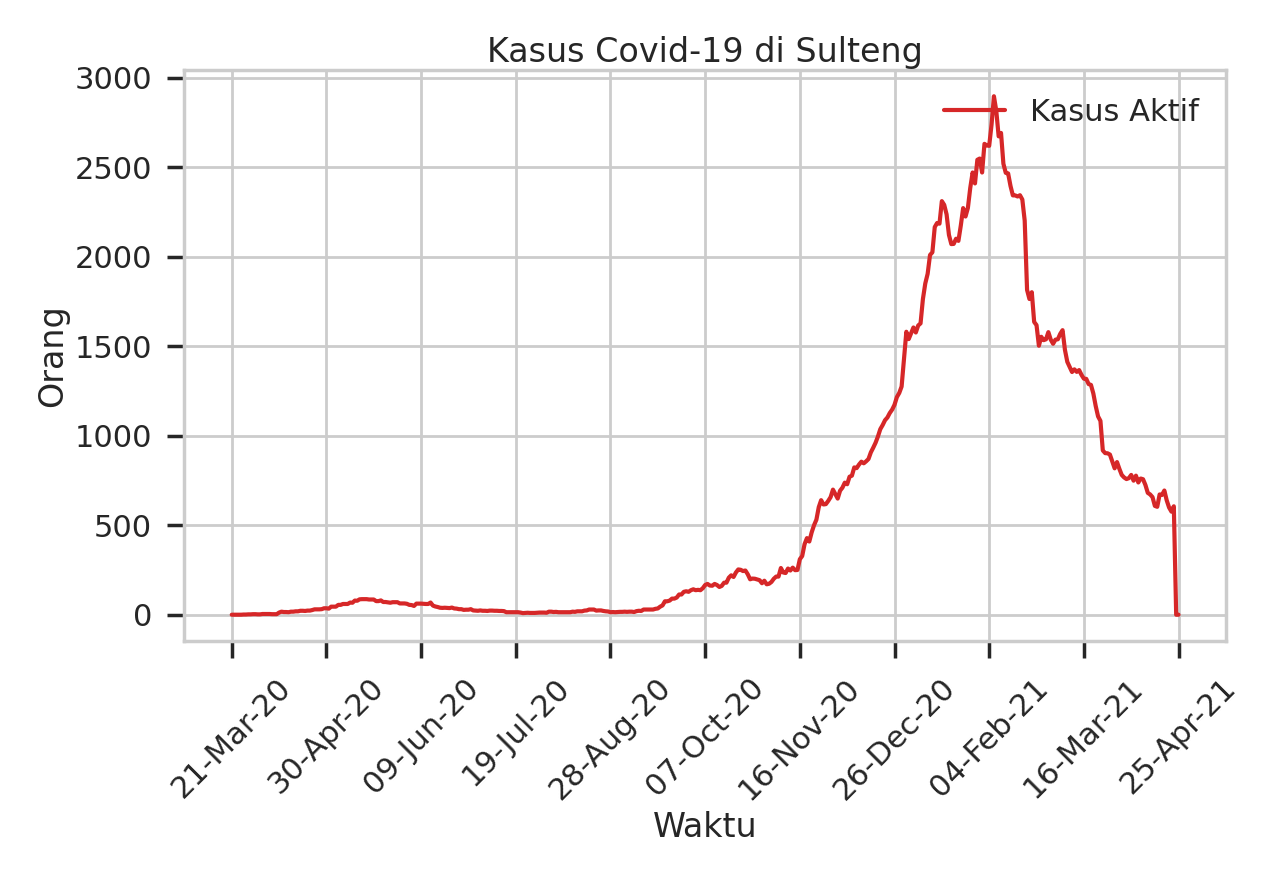 Kasus Covid-19 di Sulteng
Kasus Aktif
3000
2500
2000
1500
1000
500
0
Orang
21-Mar-20
30-Apr-20
09-Jun-20
19-Jul-20
28-Aug-20
07-Oct-20
16-Nov-20
26-Dec-20
04-Feb-21
16-Mar-21
25-Apr-21
Waktu